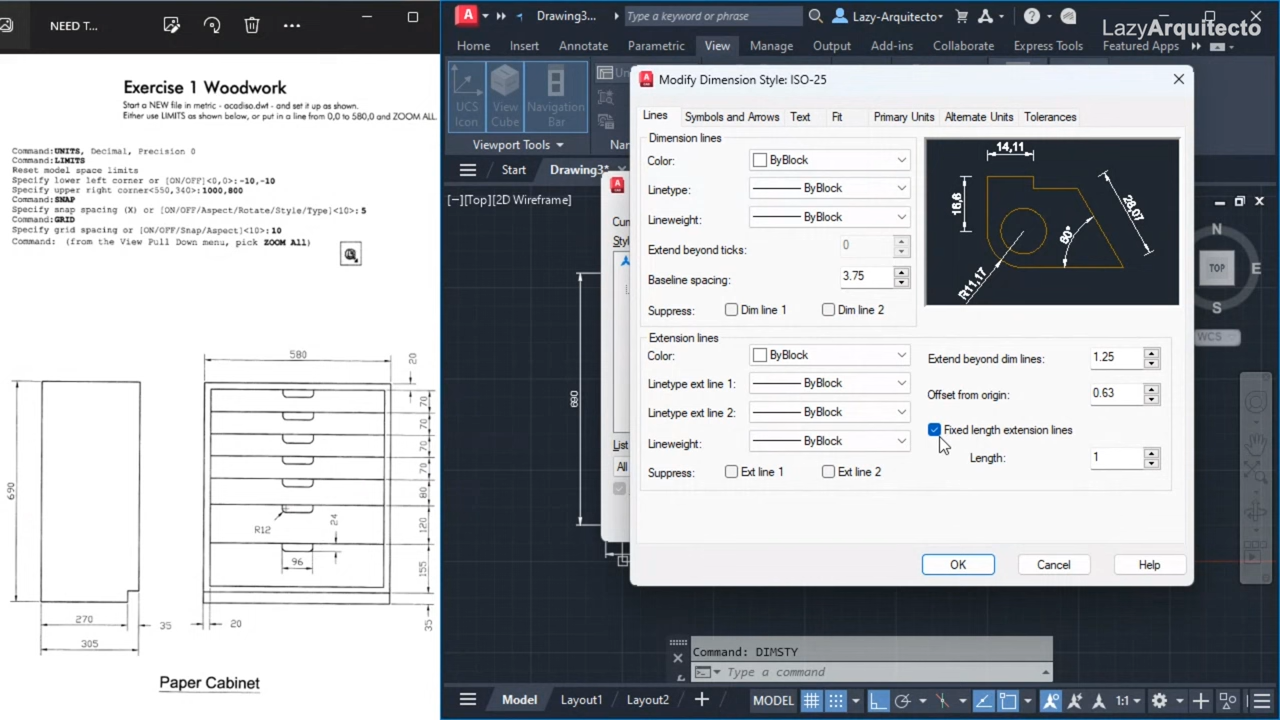 NEED T...
Exercise 1 Woodwork
Start a NEW file in metric - acadiso.dwt - and set it up as shown.
Either use LIMITS as shown below, or put in a line from 0,0 to 580,0 and ZOOM ALL.
Command:UNITS, Decimal, Precision 0
Command:LIMITS
Reset model space limits
Specify lower left corner or [ON/OFF]<0,0>:-10,-10
Specify upper right corner<550,340>: 1000,800
Command:SNAP
Specify snap spacing (X) or [ON/OFF/Aspect/Rotate/Style/Type]<10>: 5
Command:GRID
Specify grid spacing or [ON/OFF/Snap/Aspect]<10>: 10
Command: (from the View Pull Down menu, pick ZOOM All)
580
20
70
70
70
70
80
690
R12
24
120
96
155
270
35
20
35
305
Paper Cabinet
Drawing3...
Type a keyword or phrase
Lazy-Arquitecto
LazyArquitecto
Home
Insert
Annotate
Parametric
View
Manage
Output
Add-ins
Collaborate
Express Tools
Featured Apps
UCS
Icon
View
Cube
Navigation
Bar
Viewport Tools
Start
Drawing3*
[−][Top][2D Wireframe]
690
List
All
N
TOP
E
S
WCS
Modify Dimension Style: ISO-25
Lines
Symbols and Arrows
Text
Fit
Primary Units
Alternate Units
Tolerances
Dimension lines
Color:
ByBlock
Linetype:
ByBlock
Lineweight:
ByBlock
Extend beyond ticks:
0
Baseline spacing:
3.75
Suppress:
Dim line 1
Dim line 2
14,11
16,6
28,07
60°
R11,17
Extension lines
Color:
ByBlock
Linetype ext line 1:
ByBlock
Linetype ext line 2:
ByBlock
Lineweight:
ByBlock
Suppress:
Ext line 1
Ext line 2
Extend beyond dim lines:
1.25
Offset from origin:
0.63
Fixed length extension lines
Length:
1
OK
Cancel
Help
Command: DIMSTY
Type a command
Model
Layout1
Layout2
MODEL
1:1